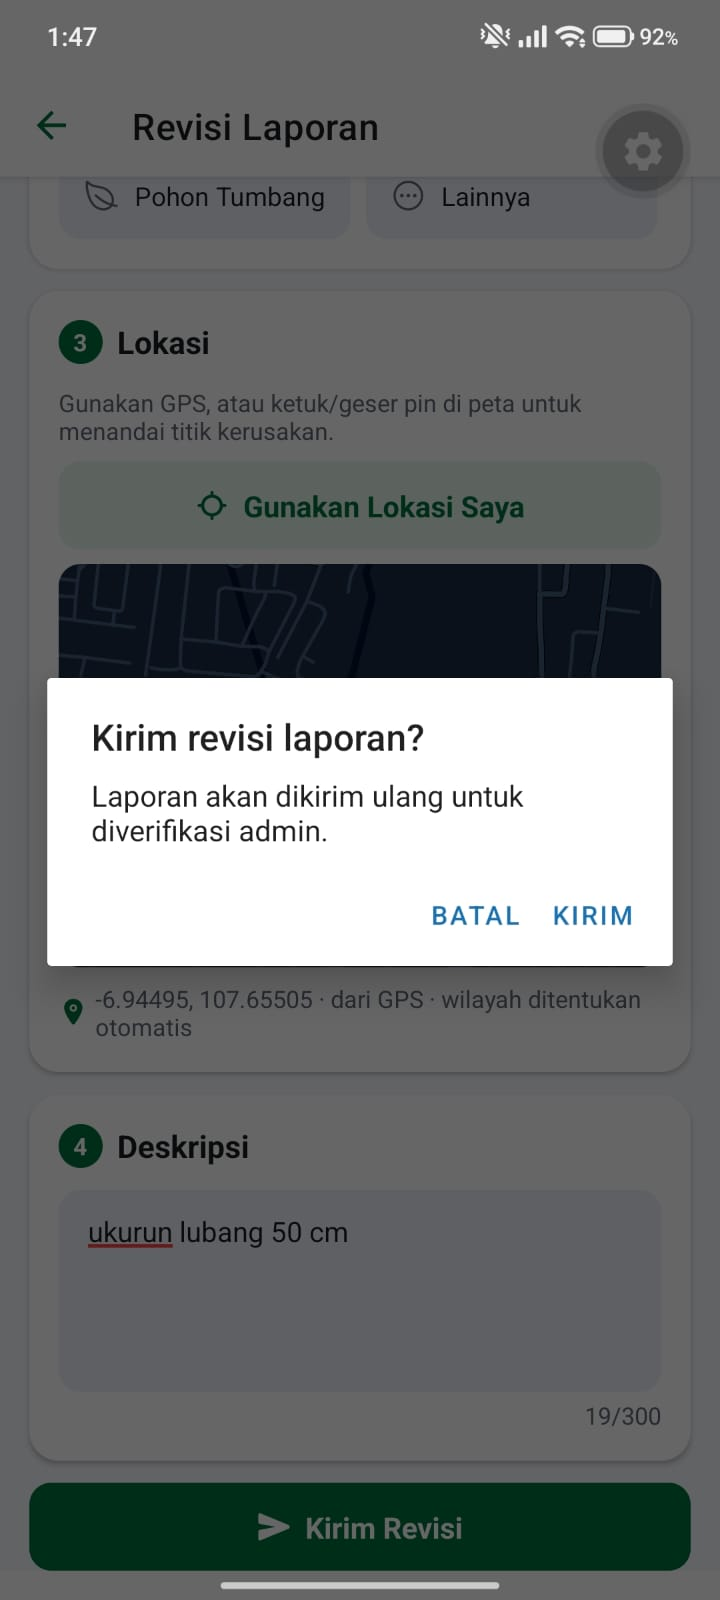 1:47
92%
Revisi Laporan
Pohon Tumbang
Lainnya
3 Lokasi
Gunakan GPS, atau ketuk/geser pin di peta untuk
menandai titik kerusakan.
Gunakan Lokasi Saya
Kirim revisi laporan?
Laporan akan dikirim ulang untuk
diverifikasi admin.
BATAL KIRIM
-6.94495, 107.65505 · dari GPS · wilayah ditentukan
otomatis
4 Deskripsi
ukurun lubang 50 cm
19/300
Kirim Revisi